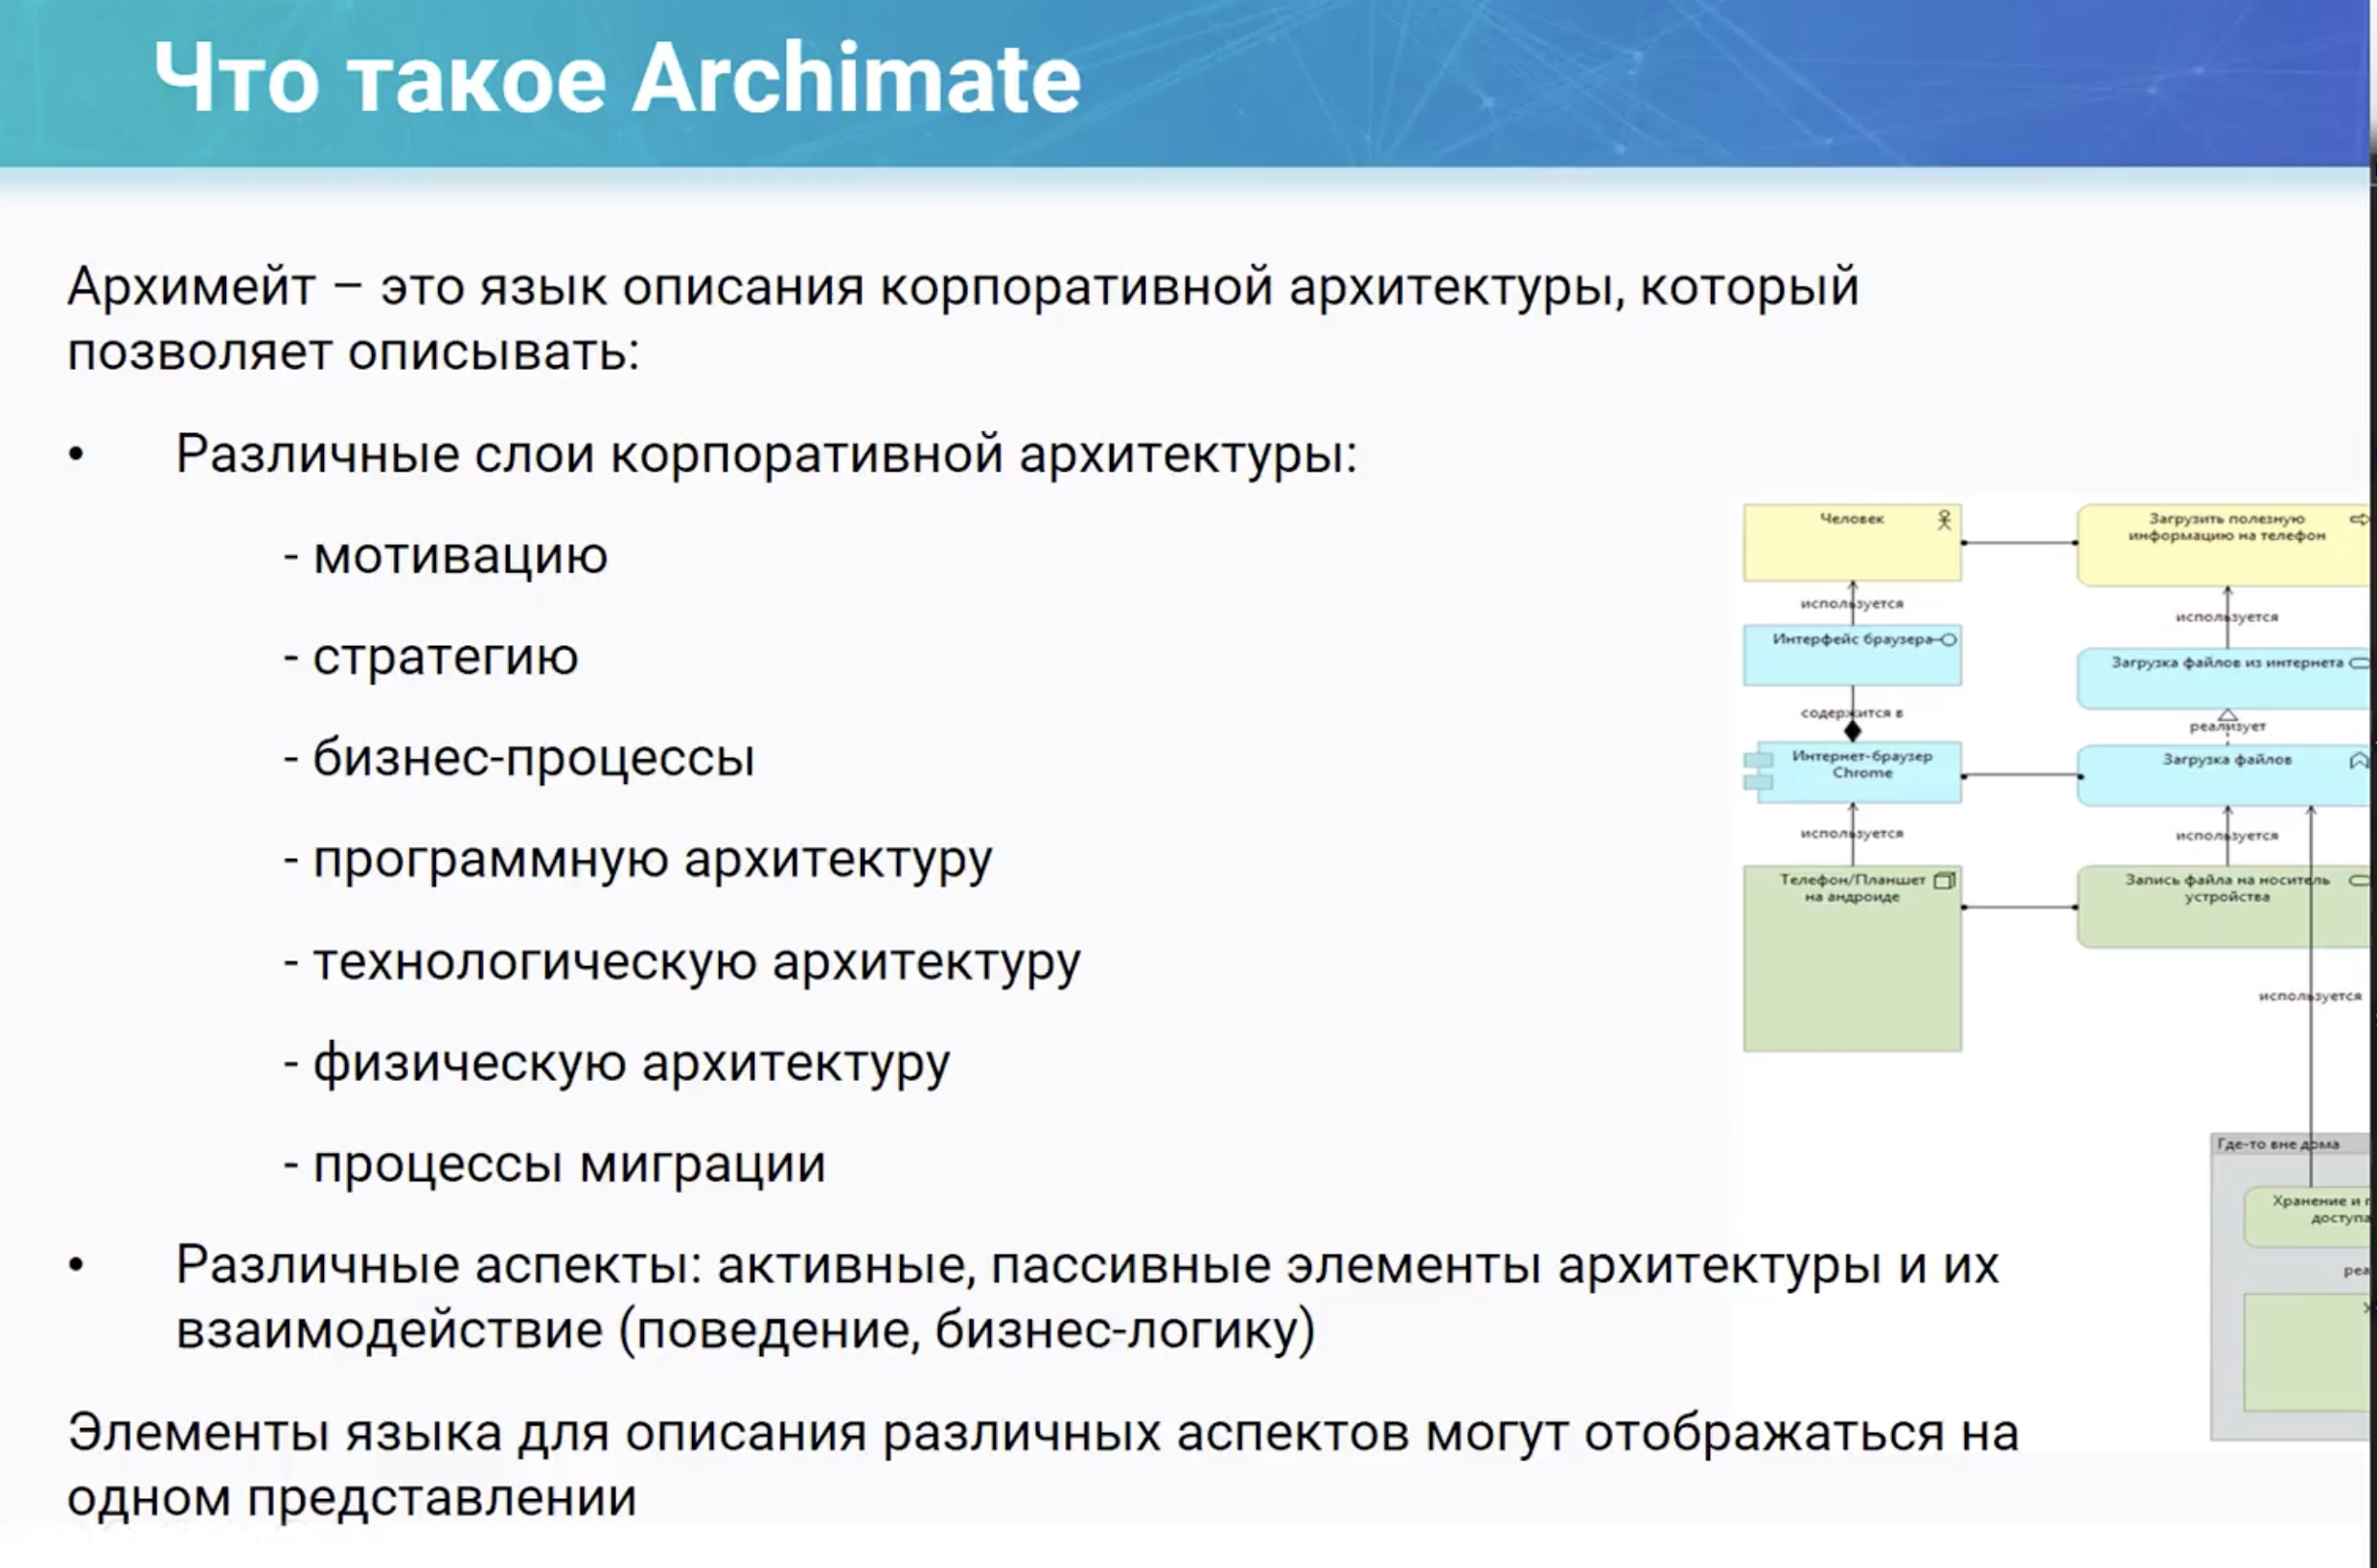 Что такое Archimate
Архимейт – это язык описания корпоративной архитектуры, который
позволяет описывать:
• Различные слои корпоративной архитектуры:
- мотивацию
- стратегию
- бизнес-процессы
- программную архитектуру
- технологическую архитектуру
- физическую архитектуру
- процессы миграции
• Различные аспекты: активные, пассивные элементы архитектуры и их
взаимодействие (поведение, бизнес-логику)
Элементы языка для описания различных аспектов могут отображаться на
одном представлении
Человек
используется
Интерфейс браузера
содержится в
Интернет-браузер
Chrome
используется
Телефон/Планшет
на андроиде
Загрузить полезную
информацию на телефон
используется
Загрузка файлов из интернета
реализует
Загрузка файлов
используется
Запись файла на носитель
устройства
используется
Где-то вне дома
Хранение и
доступа